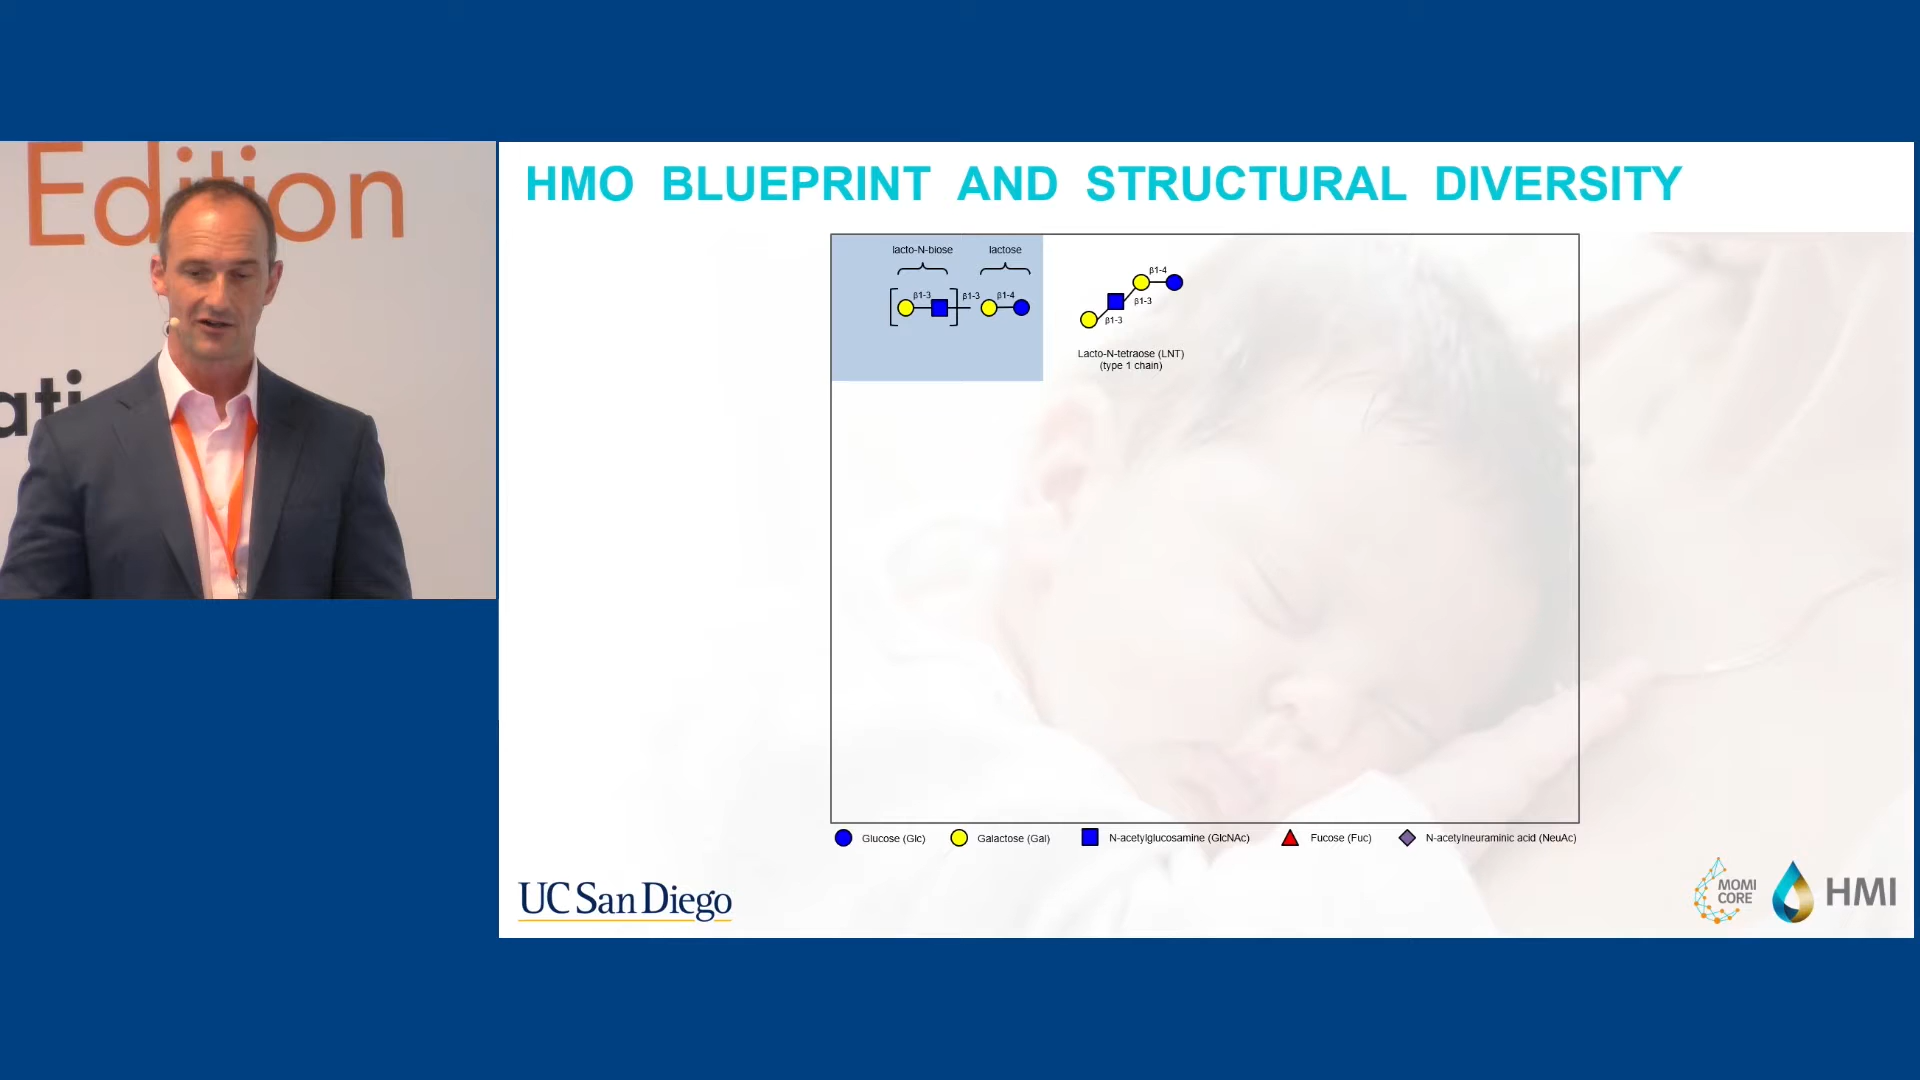 Edition
ati
HMO BLUEPRINT AND STRUCTURAL DIVERSITY
lacto-N-biose
lactose
β1-3
β1-3
β1-4
β1-4
β1-3
β1-3
Lacto-N-tetraose (LNT)
(type 1 chain)
Glucose (Glc)
Galactose (Gal)
N-acetylglucosamine (GlcNAc)
Fucose (Fuc)
N-acetylneuraminic acid (NeuAc)
UC San Diego
MOMI
CORE
HMI